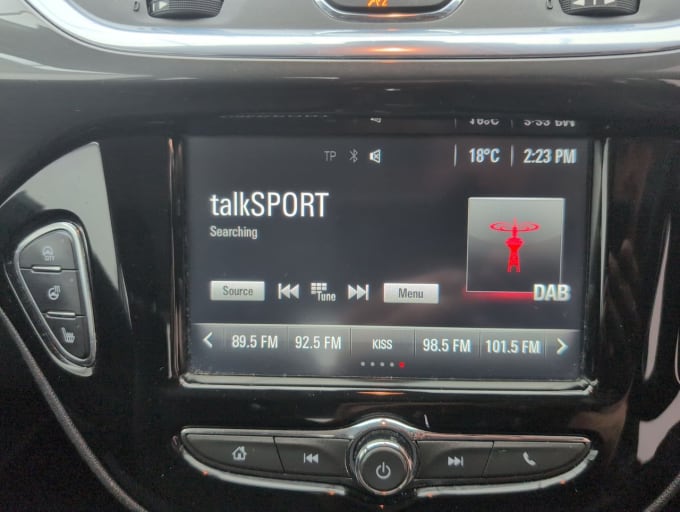 TP 18°C 2:23 PM
talkSPORT
Searching
Source Tune Menu
DAB
89.5 FM 92.5 FM KISS 98.5 FM 101.5 FM
CITY